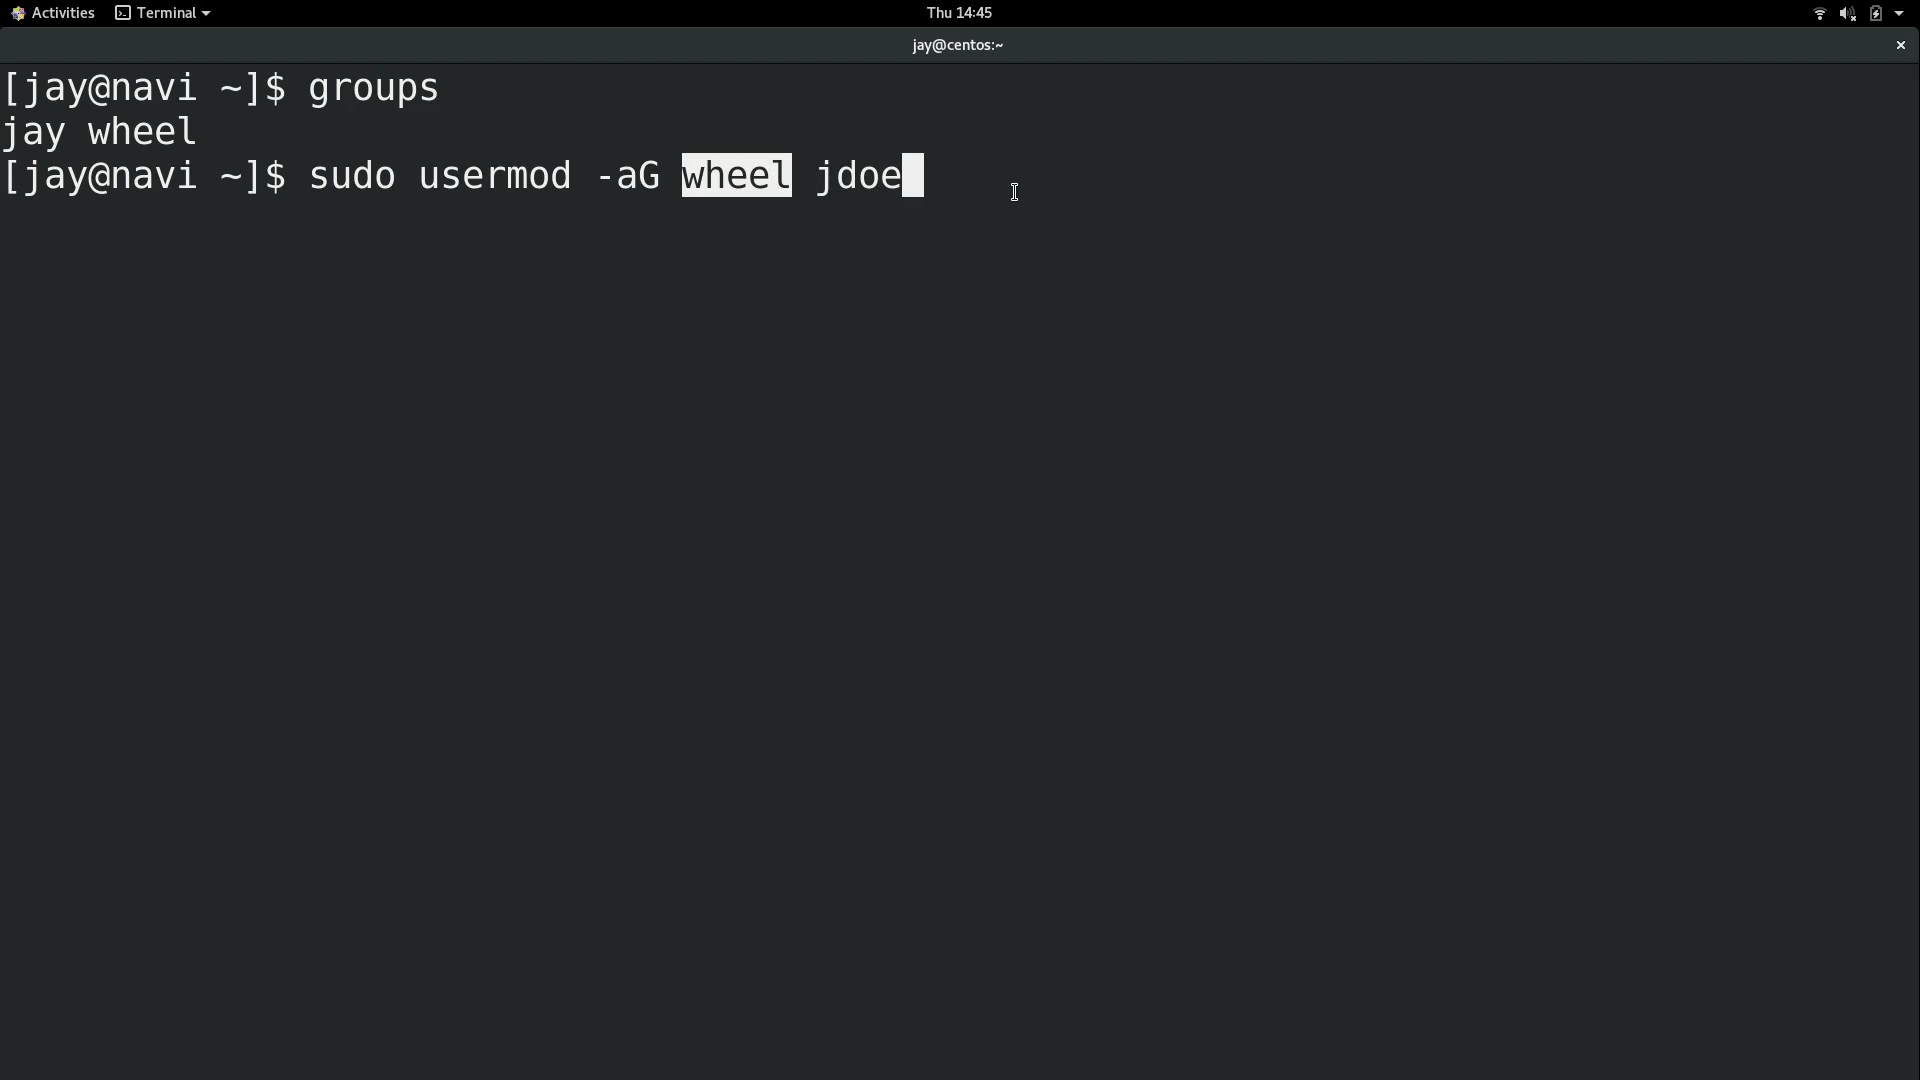 Activities Terminal Thu 14:45
jay@centos:~
[jay@navi ~]$ groups
jay wheel
[jay@navi ~]$ sudo usermod -aG wheel jdoe